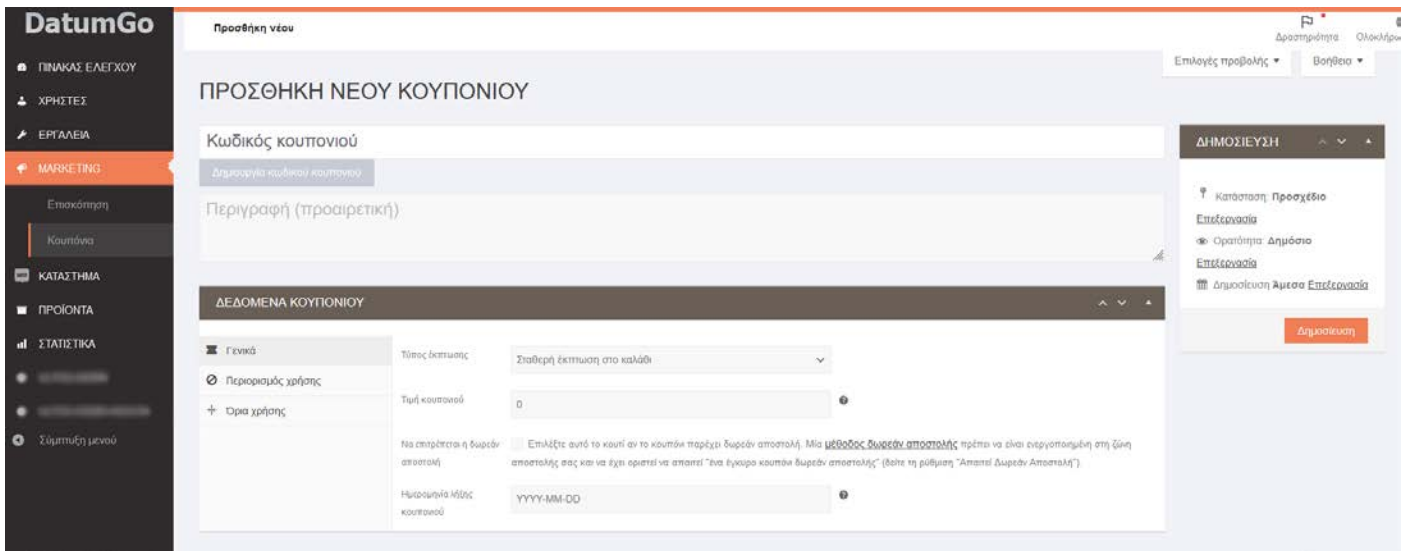 DatumGo
Προσθήκη νέου
Δραστηριότητα
Επιλογές προβολής
Βοήθεια
ΠΙΝΑΚΑΣ ΕΛΕΓΧΟΥ
ΧΡΗΣΤΕΣ
ΕΡΓΑΛΕΙΑ
MARKETING
Επισκόπηση
Κουπόνια
ΚΑΤΑΣΤΗΜΑ
ΠΡΟΪΟΝΤΑ
ΣΤΑΤΙΣΤΙΚΑ
Σύμπτυξη μενού
ΠΡΟΣΘΗΚΗ ΝΕΟΥ ΚΟΥΠΟΝΙΟΥ
Κωδικός κουπονιού
Δημιουργία κωδικού κουπονιού
Περιγραφή (προαιρετική)
ΔΕΔΟΜΕΝΑ ΚΟΥΠΟΝΙΟΥ
Γενικά
Περιορισμός χρήσης
Όρια χρήσης
Τύπος έκπτωσης
Σταθερή έκπτωση στο καλάθι
Τιμή κουπονιού
0
Να επιτρέπεται η δωρεάν
αποστολή
Επιλέξτε αυτό το κουτί αν το κουπόνι παρέχει δωρεάν αποστολή. Μία μέθοδος δωρεάν αποστολής πρέπει να είναι ενεργοποιημένη στη ζώνη
αποστολής σας και να έχει οριστεί να απαιτεί "ένα έγκυρο κουπόνι δωρεάν αποστολής" (δείτε τη ρύθμιση "Απαιτεί Δωρεάν Αποστολή").
Ημερομηνία λήξης
κουπονιού
YYYY-MM-DD
ΔΗΜΟΣΙΕΥΣΗ
Κατάσταση: Προσχέδιο
Επεξεργασία
Ορατότητα: Δημόσιο
Επεξεργασία
Δημοσίευση Άμεσα Επεξεργασία
Δημοσίευση